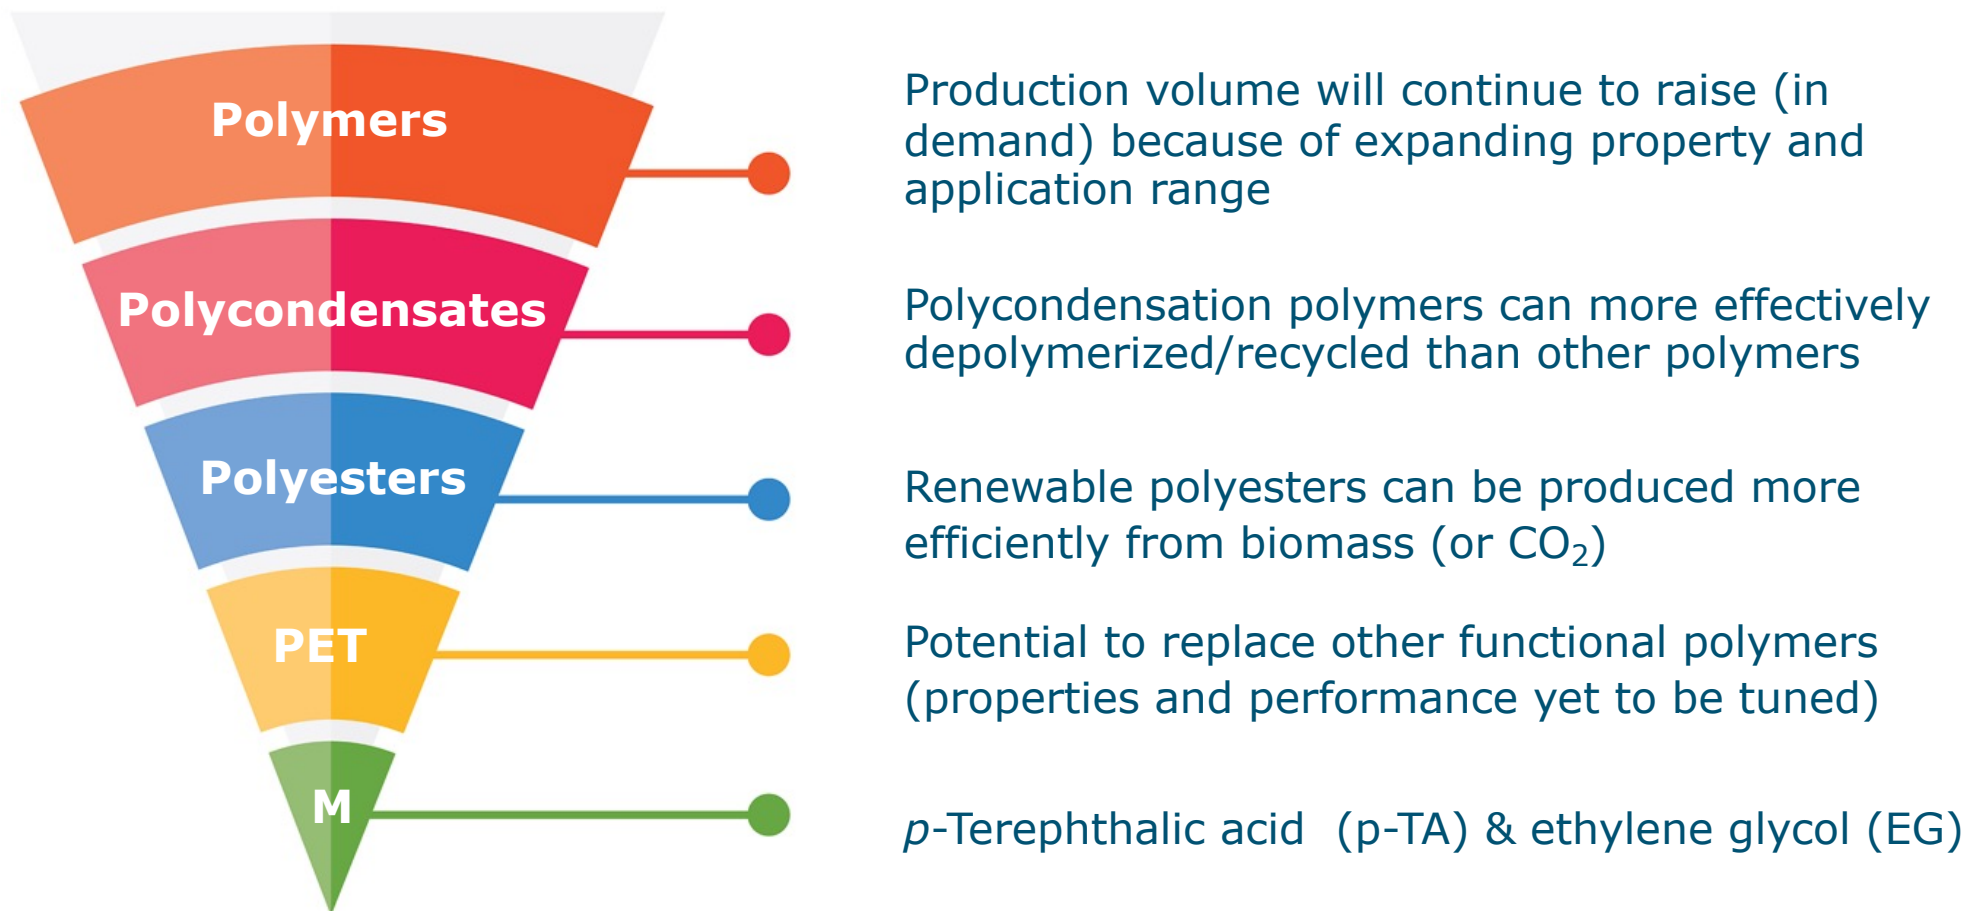 Polymers
Production volume will continue to raise (in
demand) because of expanding property and
application range
Polycondensates
Polycondensation polymers can more effectively
depolymerized/recycled than other polymers
Polyesters
Renewable polyesters can be produced more
efficiently from biomass (or CO₂)
PET
Potential to replace other functional polymers
(properties and performance yet to be tuned)
M
p-Terephthalic acid (p-TA) & ethylene glycol (EG)